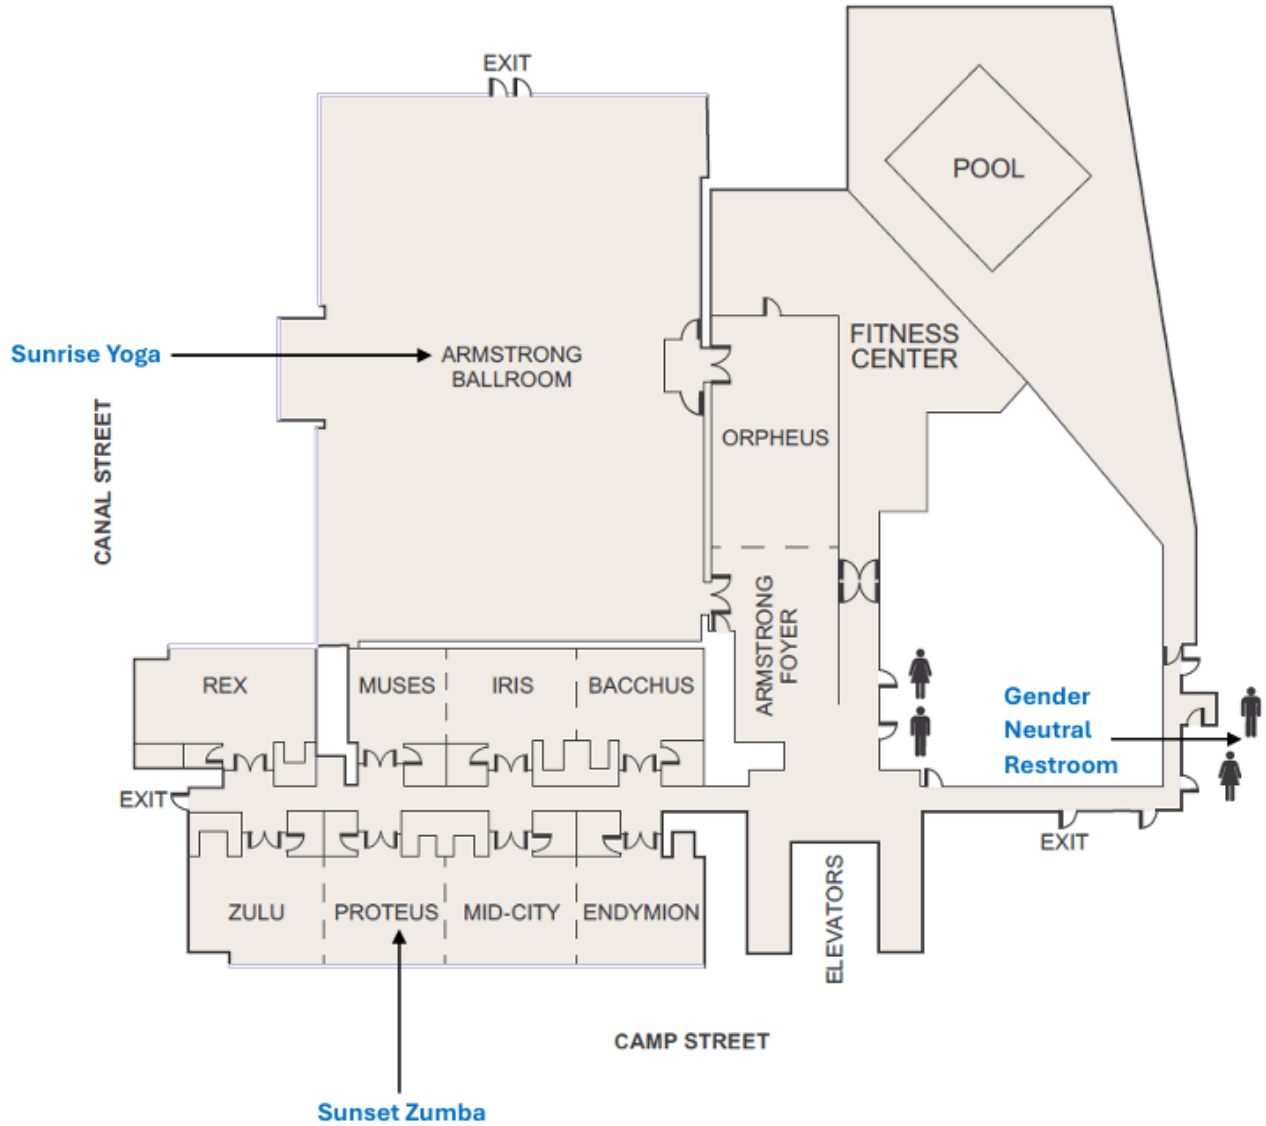 EXIT
POOL
Sunrise Yoga
ARMSTRONG
BALLROOM
FITNESS
CENTER
CANAL STREET
ORPHEUS
ARMSTRONG
FOYER
REX
MUSES
IRIS
BACCHUS
Gender
Neutral
Restroom
EXIT
EXIT
ZULU
PROTEUS
MID-CITY
ENDYMION
ELEVATORS
CAMP STREET
Sunset Zumba